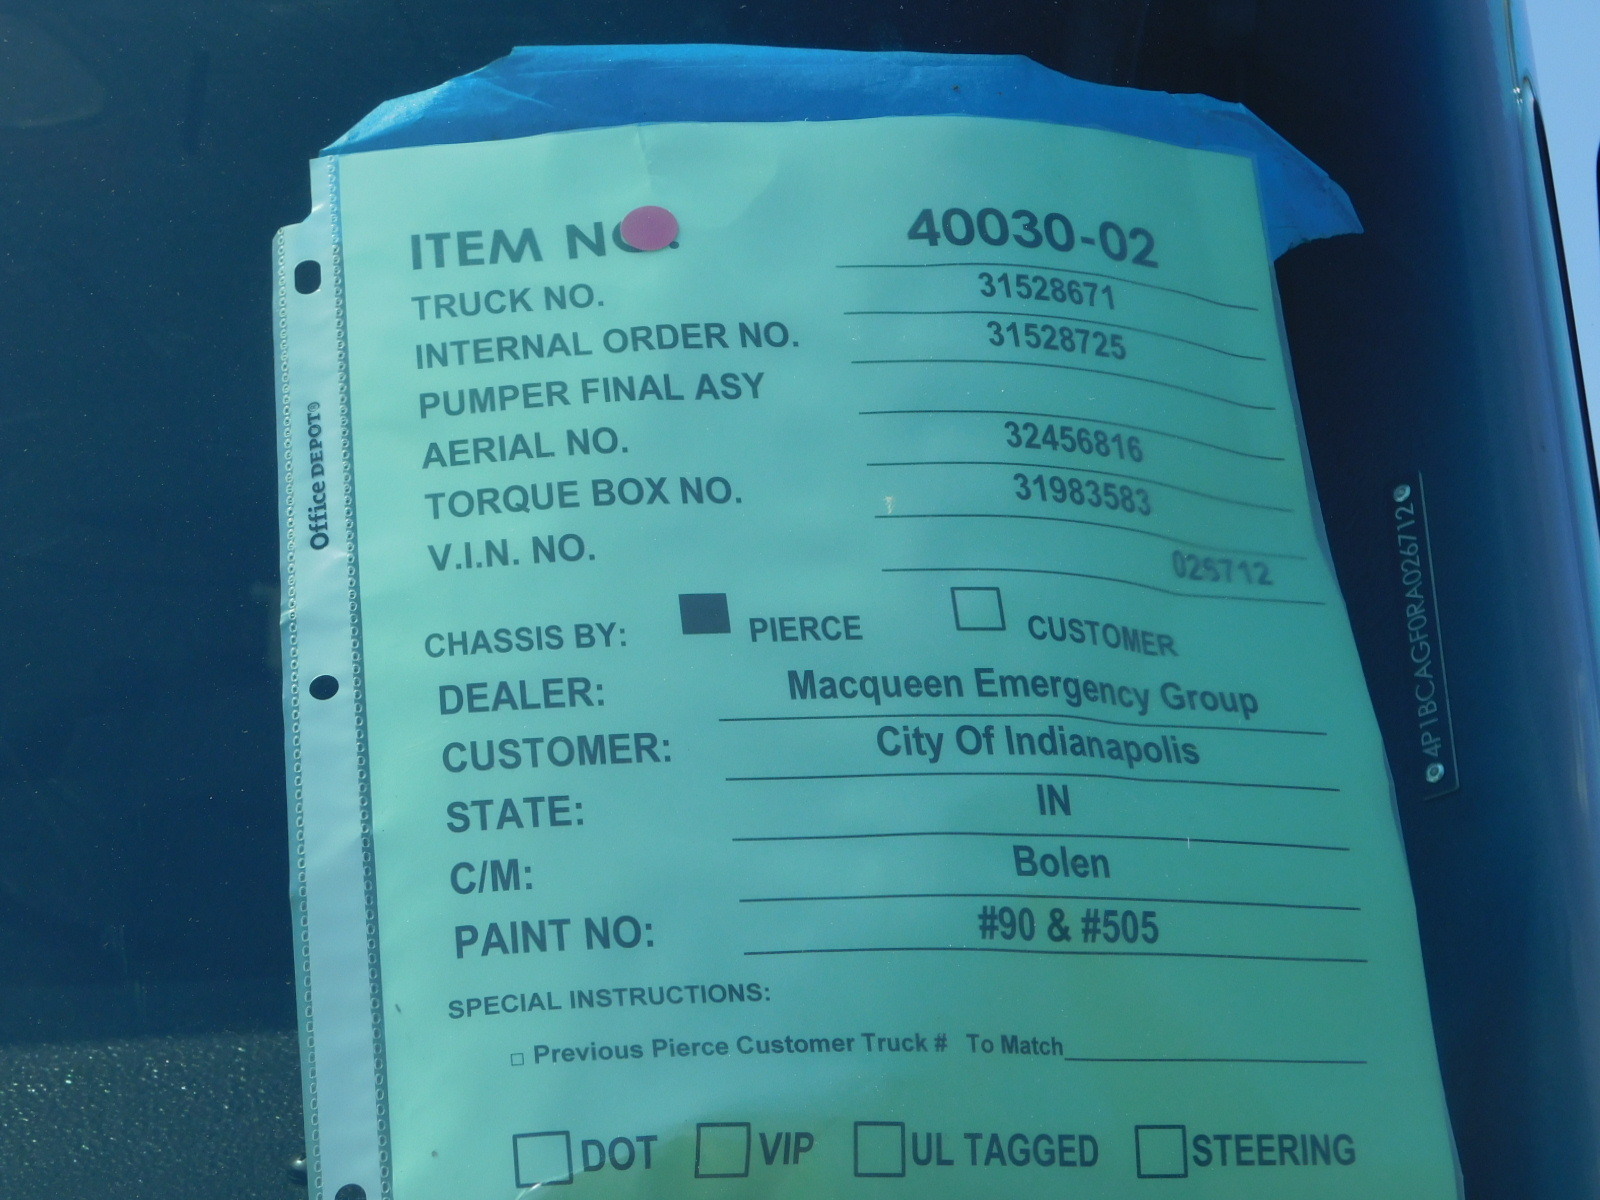 ITEM NO. 40030-02
TRUCK NO. 31528671
INTERNAL ORDER NO. 31528725
PUMPER FINAL ASY
AERIAL NO. 32456816
TORQUE BOX NO. 31983583
V.I.N. NO. 026712
CHASSIS BY: PIERCE CUSTOMER
DEALER: Macqueen Emergency Group
CUSTOMER: City Of Indianapolis
STATE: IN
C/M: Bolen
PAINT NO: #90 & #505
SPECIAL INSTRUCTIONS:
Previous Pierce Customer Truck # To Match
DOT VIP UL TAGGED STEERING
Office DEPOT®
4P1BCAGF0RA026712